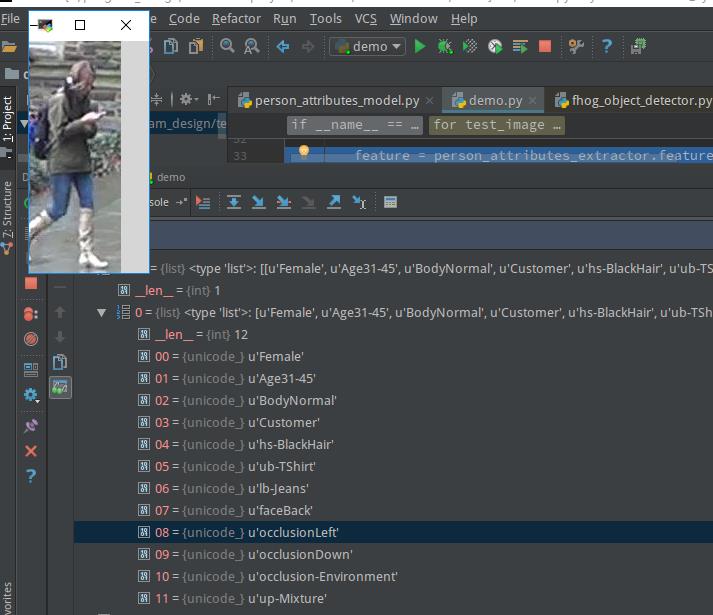 File Code Refactor Run Tools VCS Window Help
demo
1: Project
am_design/te
person_attributes_model.py demo.py fhog_object_detector.py
if __name__ == ... for test_image ...
33 feature = person_attributes_extractor.feature
demo
sole
7: Structure
= {list} <type 'list'>: [[u'Female', u'Age31-45', u'BodyNormal', u'Customer', u'hs-BlackHair', u'ub-TS
__len__ = {int} 1
0 = {list} <type 'list'>: [u'Female', u'Age31-45', u'BodyNormal', u'Customer', u'hs-BlackHair', u'ub-TSh
__len__ = {int} 12
00 = {unicode_} u'Female'
01 = {unicode_} u'Age31-45'
02 = {unicode_} u'BodyNormal'
03 = {unicode_} u'Customer'
04 = {unicode_} u'hs-BlackHair'
05 = {unicode_} u'ub-TShirt'
06 = {unicode_} u'lb-Jeans'
07 = {unicode_} u'faceBack'
08 = {unicode_} u'occlusionLeft'
09 = {unicode_} u'occlusionDown'
10 = {unicode_} u'occlusion-Environment'
11 = {unicode_} u'up-Mixture'
vorites